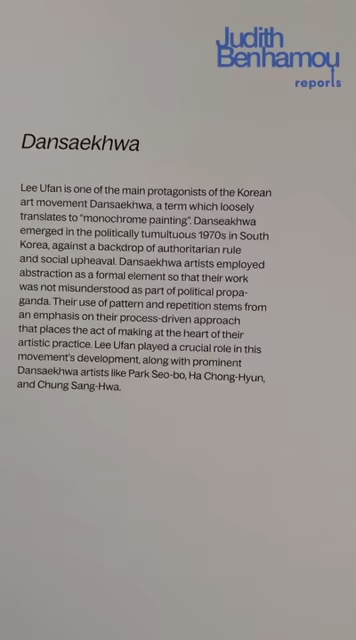 Judith
Benhamou
reports
Dansaekhwa
Lee Ufan is one of the main protagonists of the Korean
art movement Dansaekhwa, a term which loosely
translates to “monochrome painting”. Danseakhwa
emerged in the politically tumultuous 1970s in South
Korea, against a backdrop of authoritarian rule
and social upheaval. Dansaekhwa artists employed
abstraction as a formal element so that their work
was not misunderstood as part of political propa-
ganda. Their use of pattern and repetition stems from
an emphasis on their process-driven approach
that places the act of making at the heart of their
artistic practice. Lee Ufan played a crucial role in this
movement’s development, along with prominent
Dansaekhwa artists like Park Seo-bo, Ha Chong-Hyun,
and Chung Sang-Hwa.